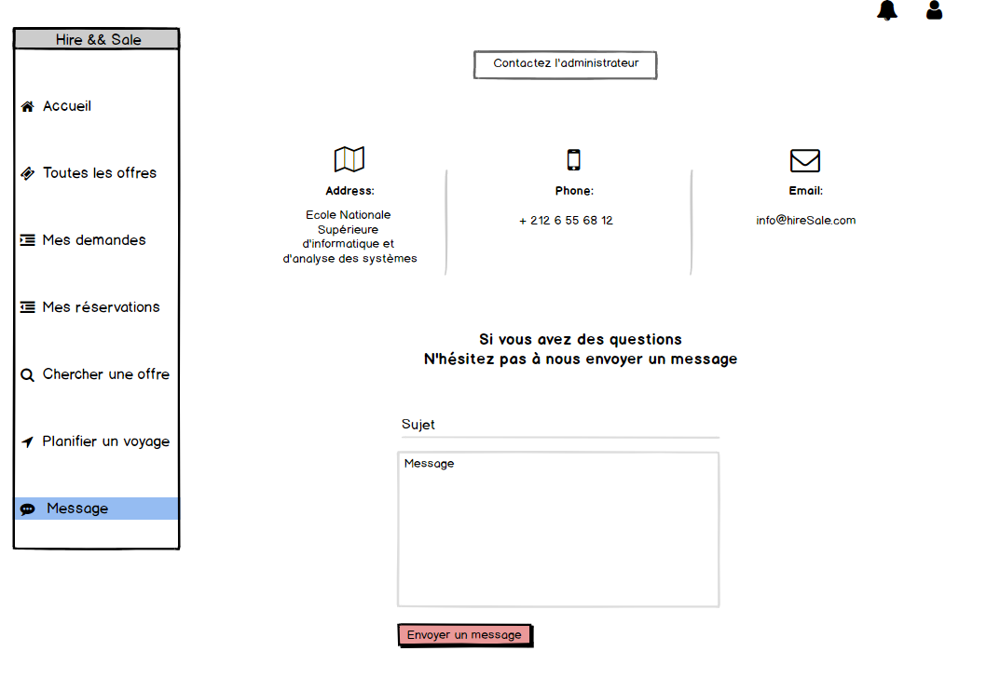 Hire && Sale
Accueil
Toutes les offres
Mes demandes
Mes réservations
Chercher une offre
Planifier un voyage
Message
Contactez l'administrateur
Address:
Ecole Nationale
Supérieure
d'informatique et
d'analyse des systèmes
Phone:
+ 212 6 55 68 12
Email:
info@hireSale.com
Si vous avez des questions
N'hésitez pas à nous envoyer un message
Sujet
Message
Envoyer un message